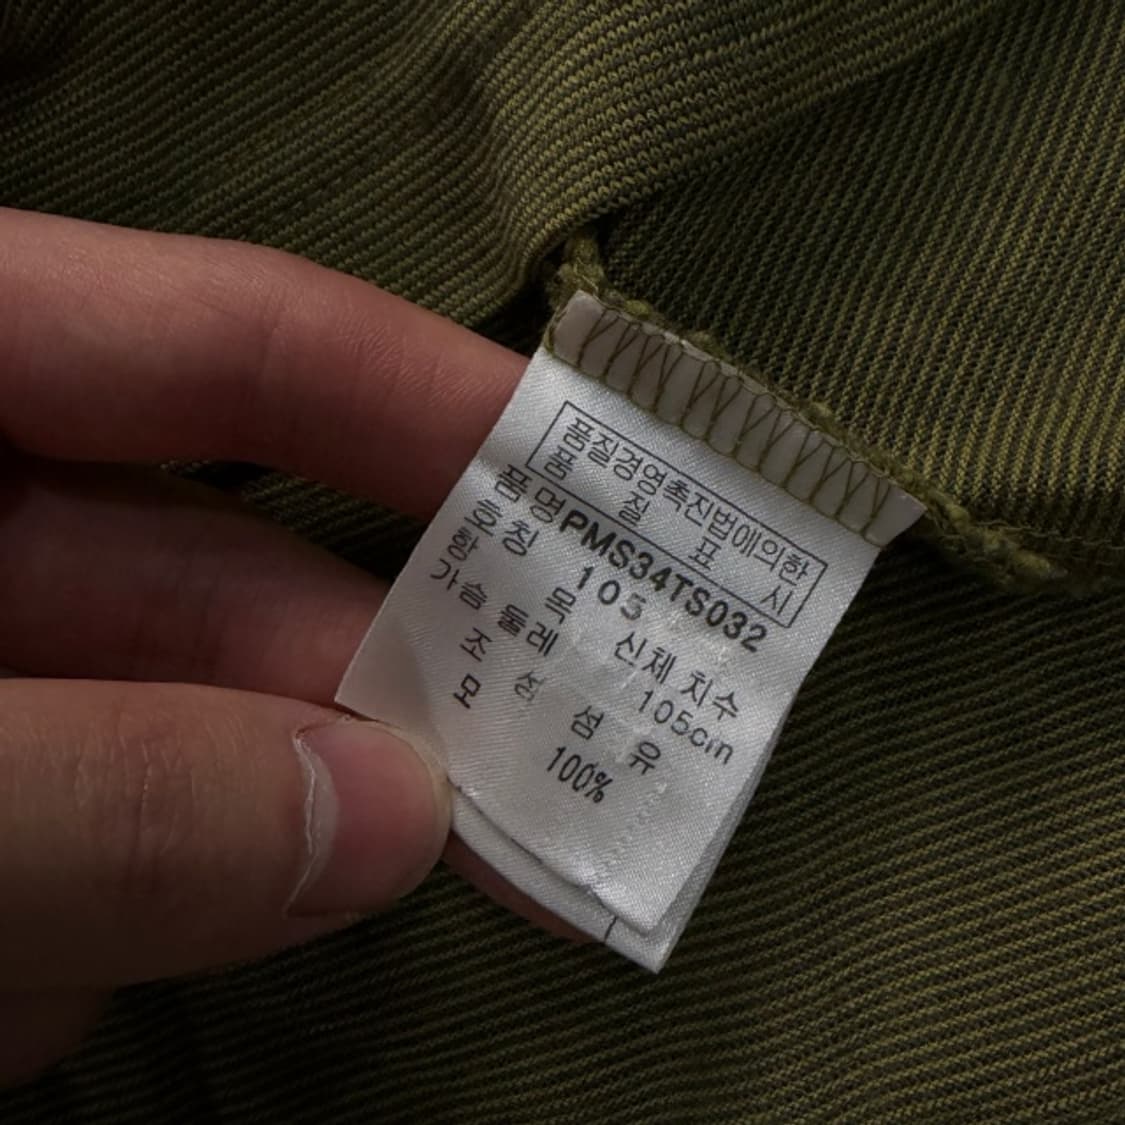 품질경영촉진법에의한
품 질 표 시
품명 PMS34TS032
호칭 105
항 목 신체 치수
가슴 둘레 105cm
조 성 섬 유
모 100%